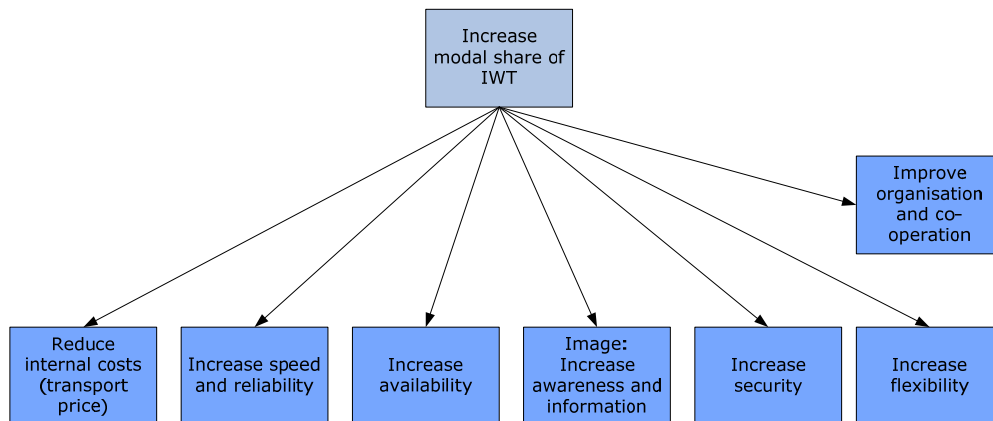 Increase
modal share of
IWT
Improve
organisation
and co-
operation
Reduce
internal costs
(transport
price)
Increase speed
and reliability
Increase
availability
Image:
Increase
awareness and
information
Increase
security
Increase
flexibility